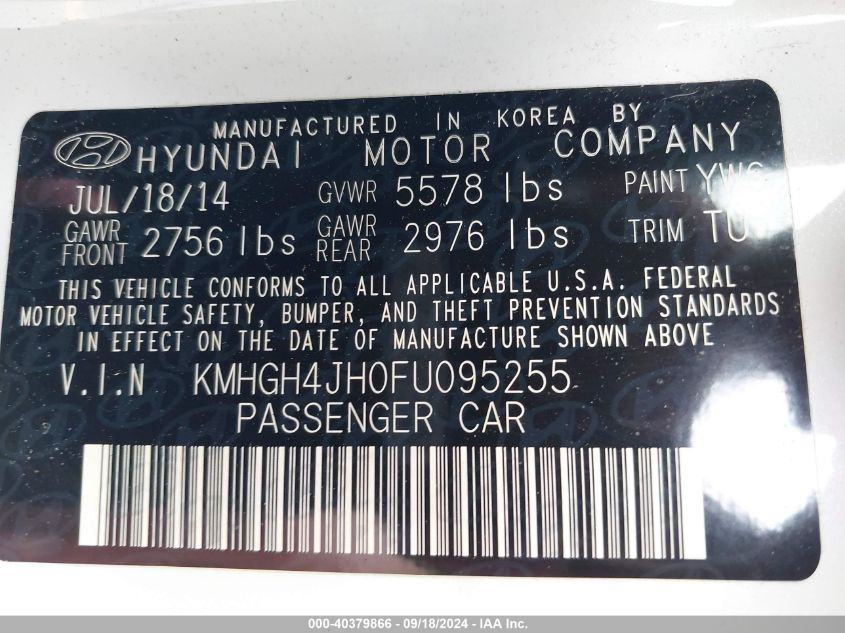 MANUFACTURED IN KOREA BY
HYUNDAI MOTOR COMPANY
JUL/18/14 GVWR 5578 lbs PAINT
GAWR FRONT 2756 lbs GAWR REAR 2976 lbs TRIM
THIS VEHICLE CONFORMS TO ALL APPLICABLE U.S.A. FEDERAL
MOTOR VEHICLE SAFETY, BUMPER, AND THEFT PREVENTION STANDARDS
IN EFFECT ON THE DATE OF MANUFACTURE SHOWN ABOVE
V.I.N KMHGH4JH0FU095255
PASSENGER CAR
000-40379866 - 09/18/2024 - IAA Inc.